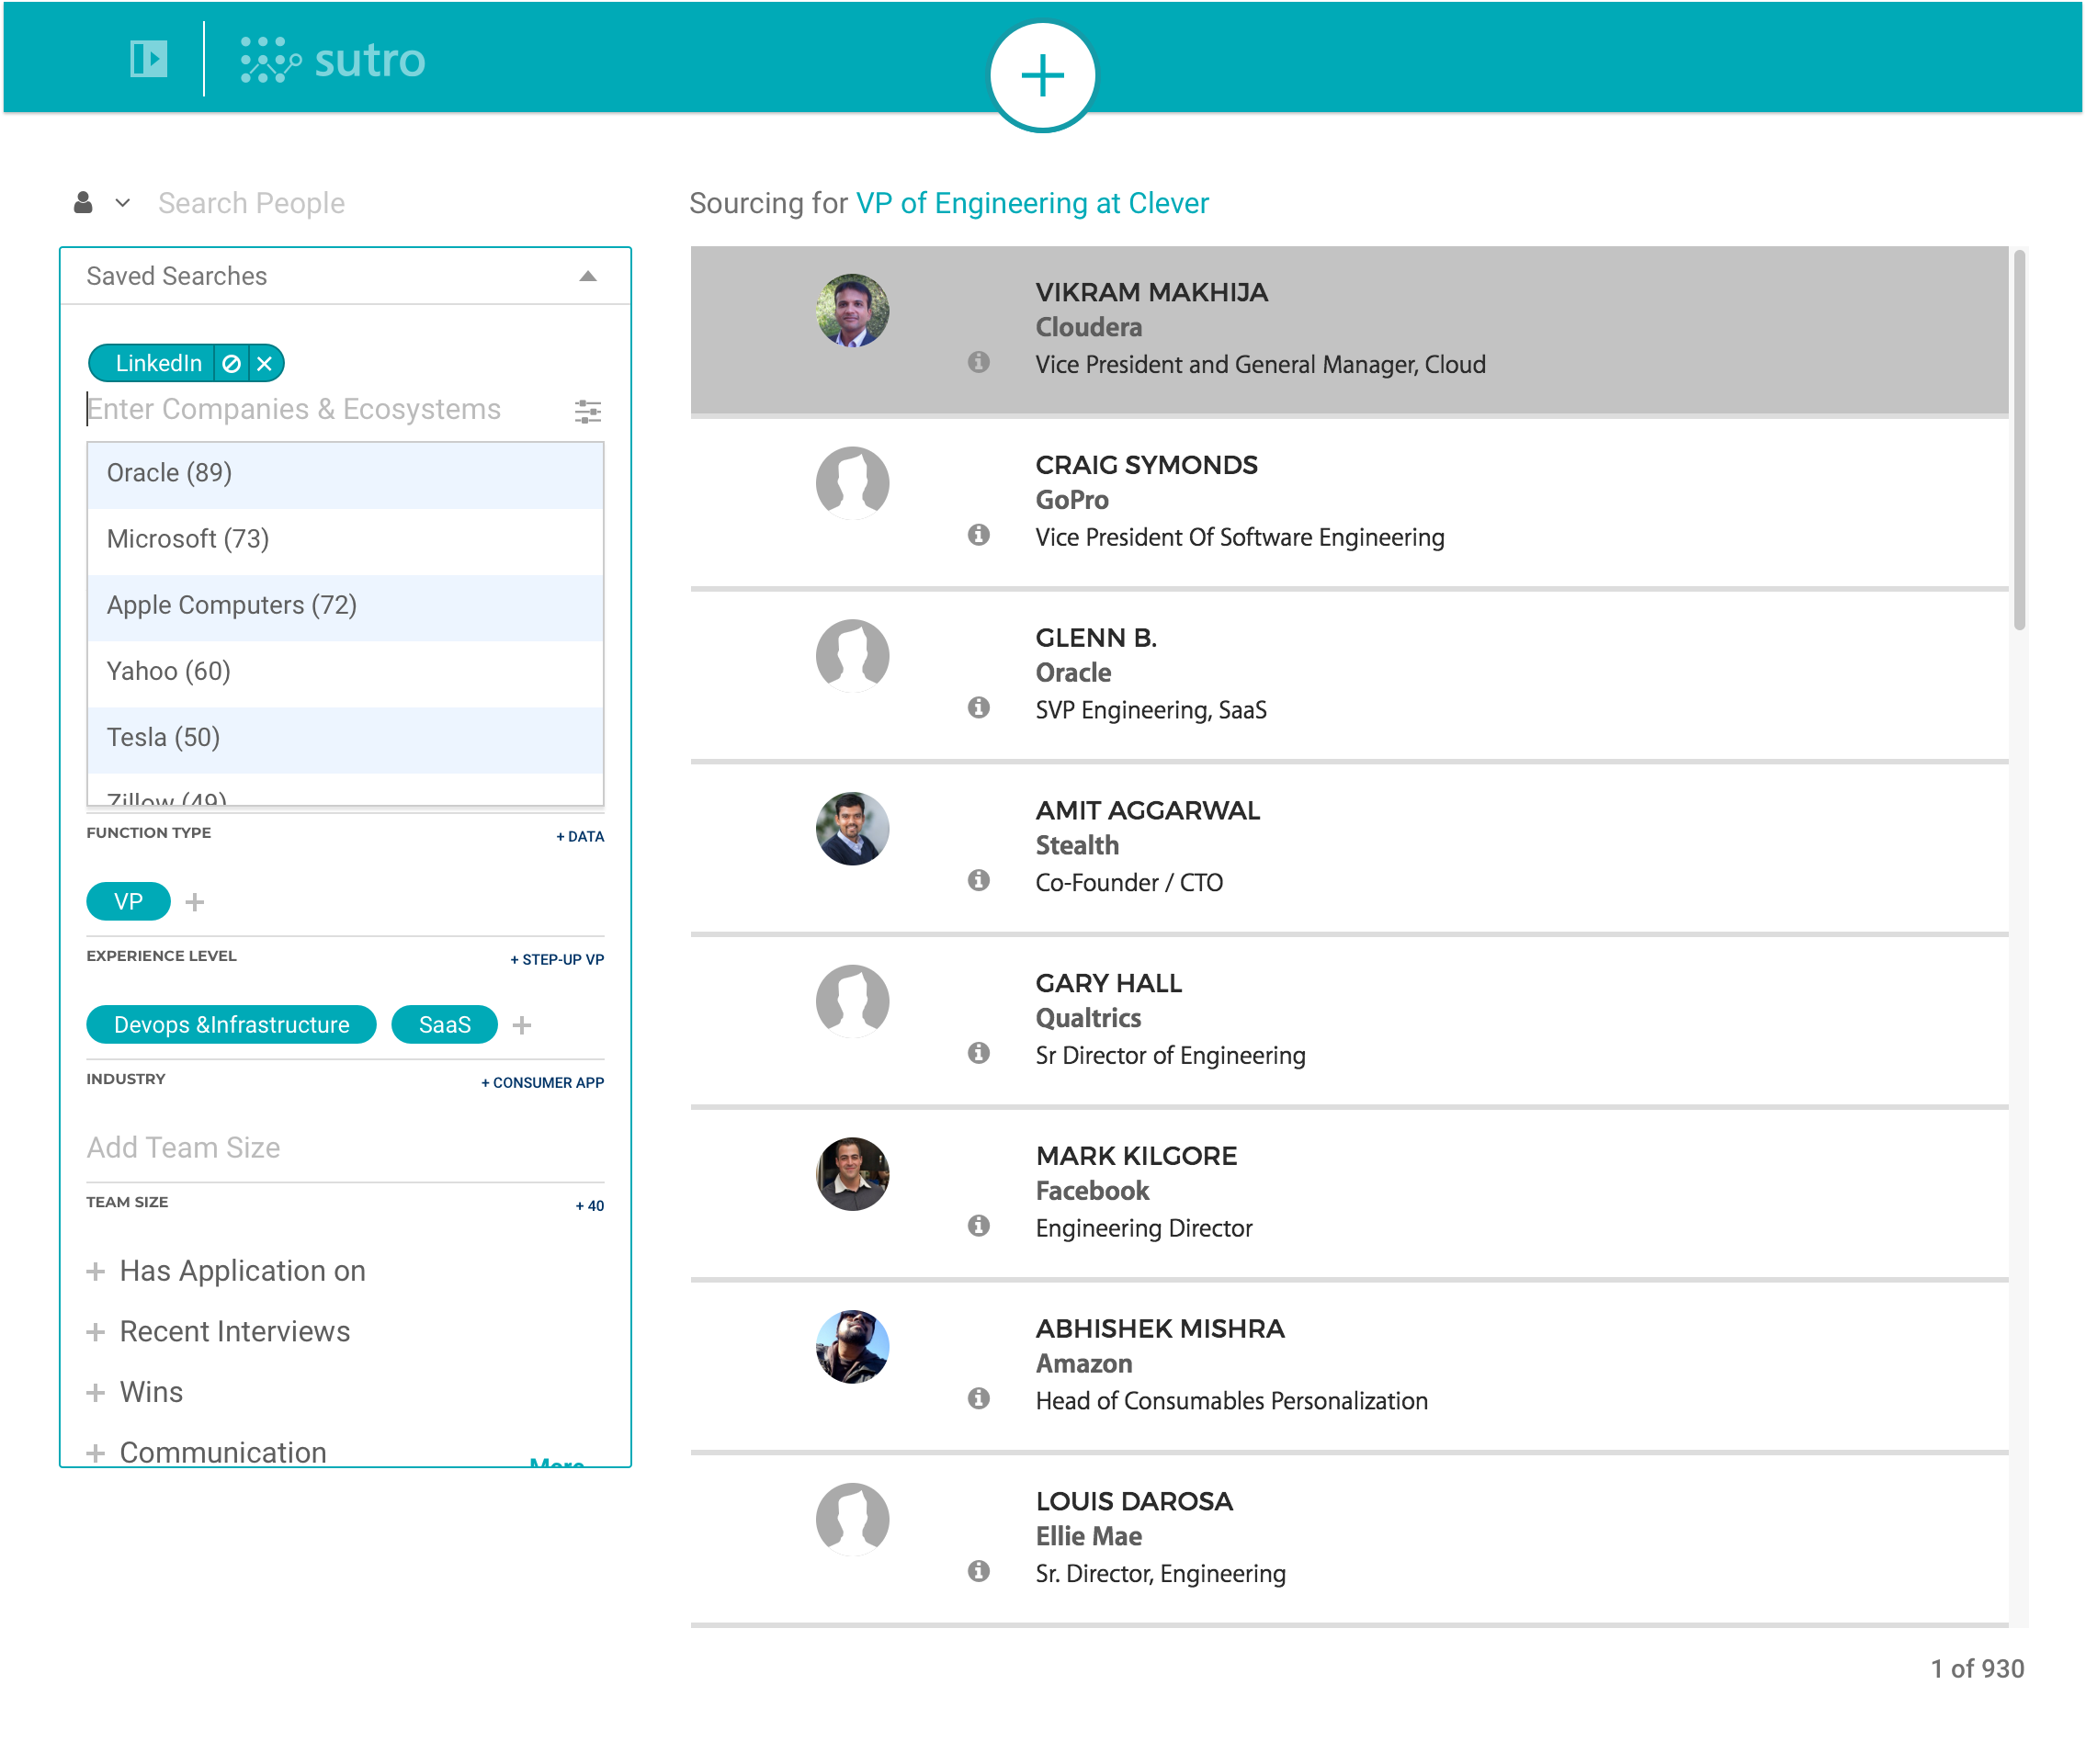 sutro
Search People
Saved Searches
LinkedIn
Enter Companies & Ecosystems
Oracle (89)
Microsoft (73)
Apple Computers (72)
Yahoo (60)
Tesla (50)
Zillow (49)
FUNCTION TYPE
+ DATA
VP
EXPERIENCE LEVEL
+ STEP-UP VP
Devops &Infrastructure
SaaS
INDUSTRY
+ CONSUMER APP
Add Team Size
TEAM SIZE
+ 40
Has Application on
Recent Interviews
Wins
Communication
More
Sourcing for VP of Engineering at Clever
VIKRAM MAKHIJA
Cloudera
Vice President and General Manager, Cloud
CRAIG SYMONDS
GoPro
Vice President Of Software Engineering
GLENN B.
Oracle
SVP Engineering, SaaS
AMIT AGGARWAL
Stealth
Co-Founder / CTO
GARY HALL
Qualtrics
Sr Director of Engineering
MARK KILGORE
Facebook
Engineering Director
ABHISHEK MISHRA
Amazon
Head of Consumables Personalization
LOUIS DAROSA
Ellie Mae
Sr. Director, Engineering
1 of 930